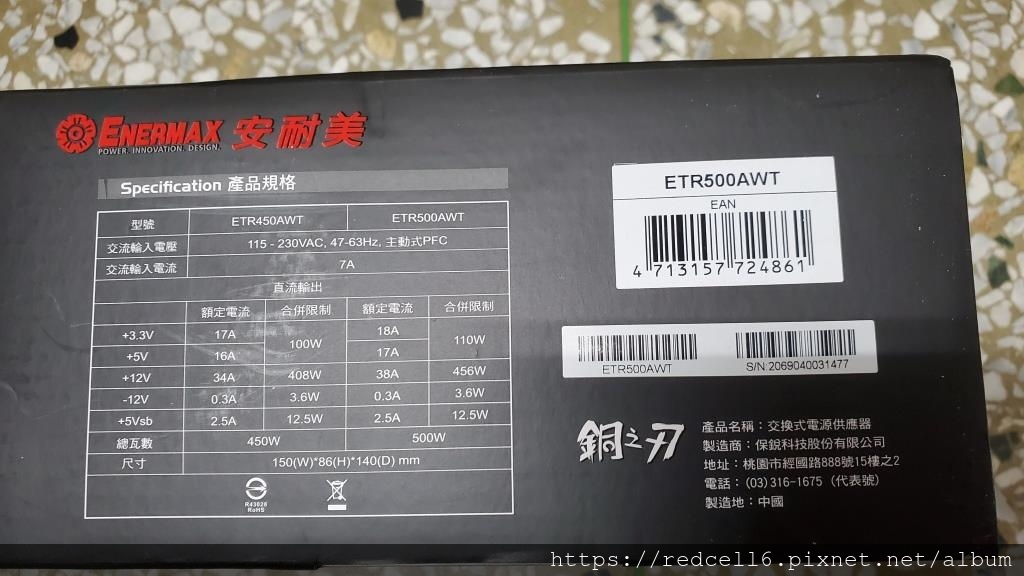 ENERMAX 安耐美
POWER. INNOVATION. DESIGN.
Specification 產品規格
型號 ETR450AWT ETR500AWT
交流輸入電壓 115 - 230VAC, 47-63Hz, 主動式PFC
交流輸入電流 7A
直流輸出
額定電流 合併限制 額定電流 合併限制
+3.3V 17A 100W 18A 110W
+5V 16A 17A
+12V 34A 408W 38A 456W
-12V 0.3A 3.6W 0.3A 3.6W
+5Vsb 2.5A 12.5W 2.5A 12.5W
總瓦數 450W 500W
尺寸 150(W)*86(H)*140(D) mm
R43028
RoHS
ETR500AWT
EAN
4 713157 724861
ETR500AWT S/N:2069040031477
銅之刃
產品名稱：交換式電源供應器
製造商：保銳科技股份有限公司
地址：桃園市經國路888號15樓之2
電話：(03)316-1675 (代表號)
製造地：中國
https://redcell6.pixnet.net/album